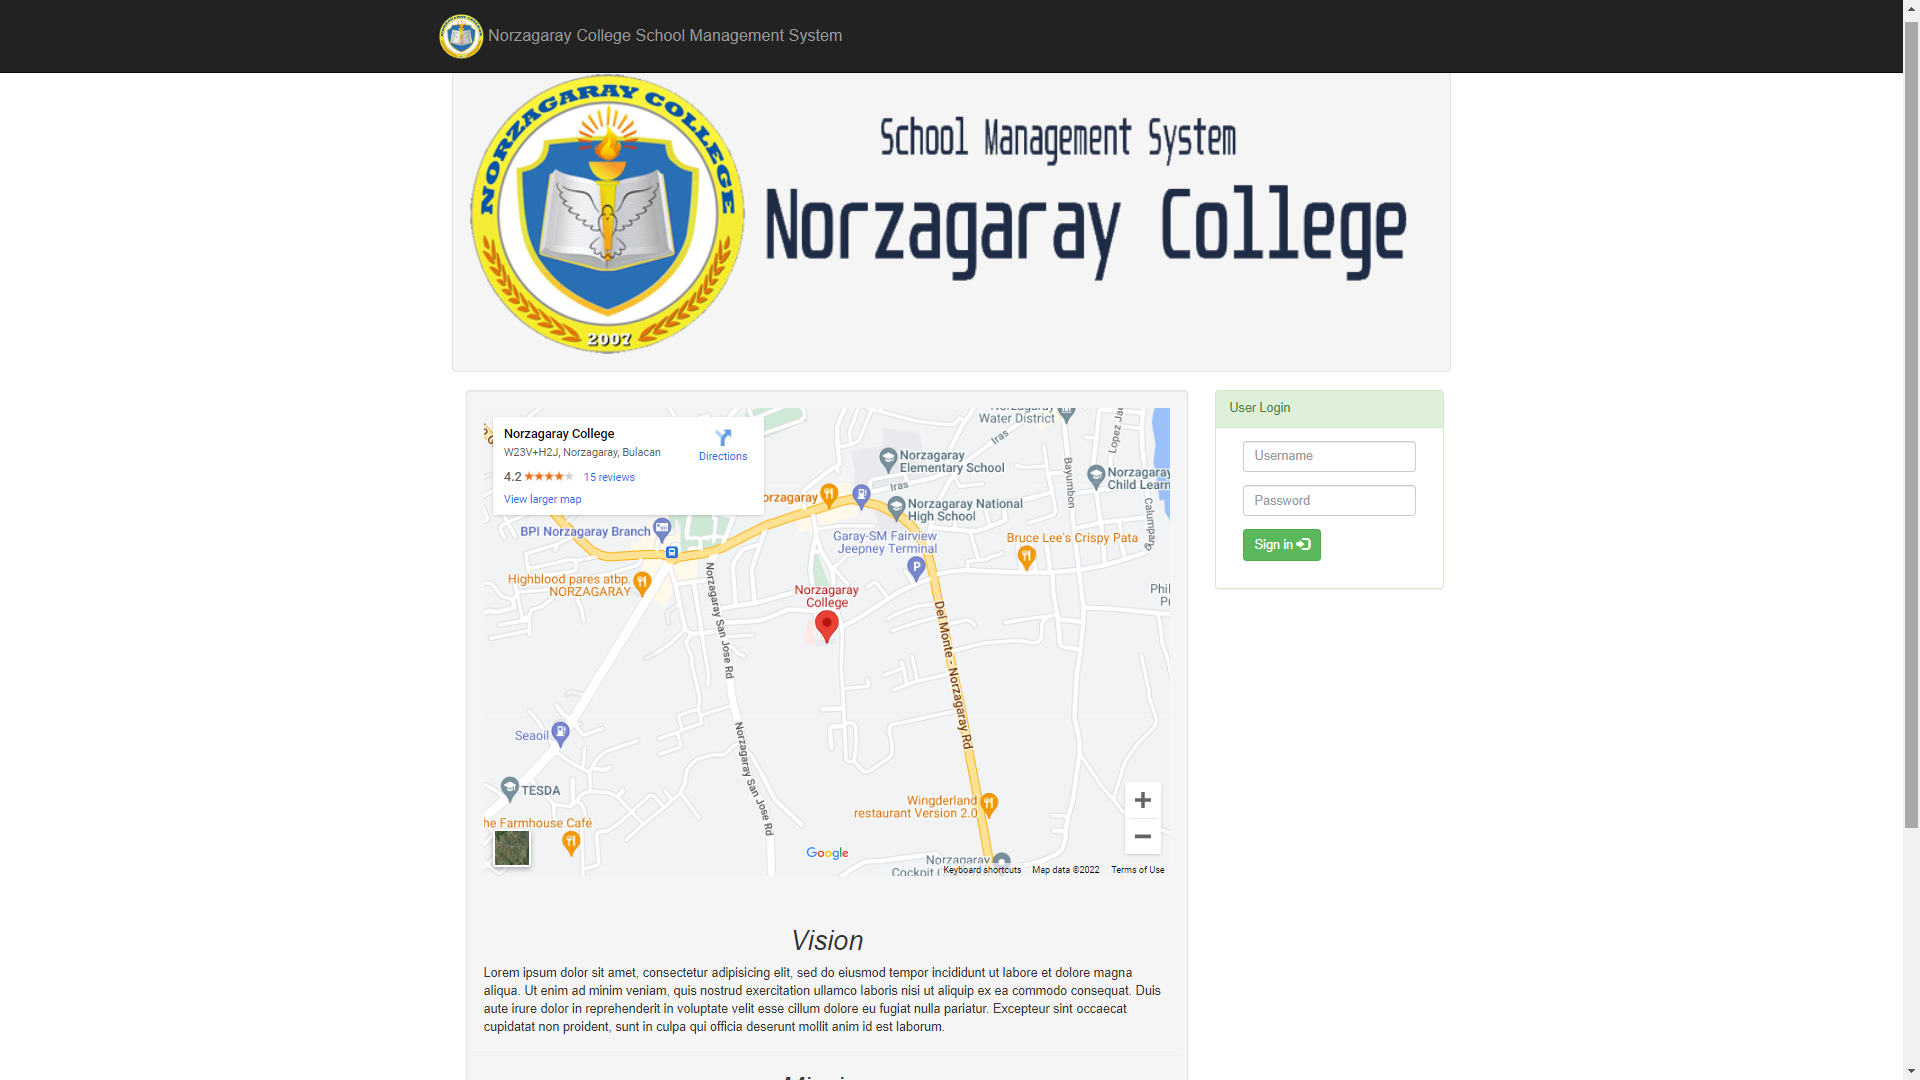 Norzagaray College School Management System
NORZAGARAY COLLEGE
2007
School Management System
Norzagaray College
Norzagaray College
W23V+H2J, Norzagaray, Bulacan
4.2
15 reviews
View larger map
Directions
Norzagaray
Water District
Iras
Norzagaray
Elementary School
Iras
Bayumbon
Lopez Jae
Norzagaray
Child Learn
Calumpang
orzagaray
Norzagaray National
High School
BPI Norzagaray Branch
Garay-SM Fairview
Jeepney Terminal
Bruce Lee's Crispy Pata
Highblood pares atbp.
NORZAGARAY
Norzagaray San Jose Rd
Norzagaray
College
Phil
Del Monte - Norzagaray Rd
Seaoil
Norzagaray San Jose Rd
TESDA
Wingderland
restaurant Version 2.0
he Farmhouse Café
Google
Norzagaray
Cockpit
Keyboard shortcuts
Map data ©2022
Terms of Use
User Login
Username
Password
Sign in
Vision
Lorem ipsum dolor sit amet, consectetur adipisicing elit, sed do eiusmod tempor incididunt ut labore et dolore magna
aliqua. Ut enim ad minim veniam, quis nostrud exercitation ullamco laboris nisi ut aliquip ex ea commodo consequat. Duis
aute irure dolor in reprehenderit in voluptate velit esse cillum dolore eu fugiat nulla pariatur. Excepteur sint occaecat
cupidatat non proident, sunt in culpa qui officia deserunt mollit anim id est laborum.